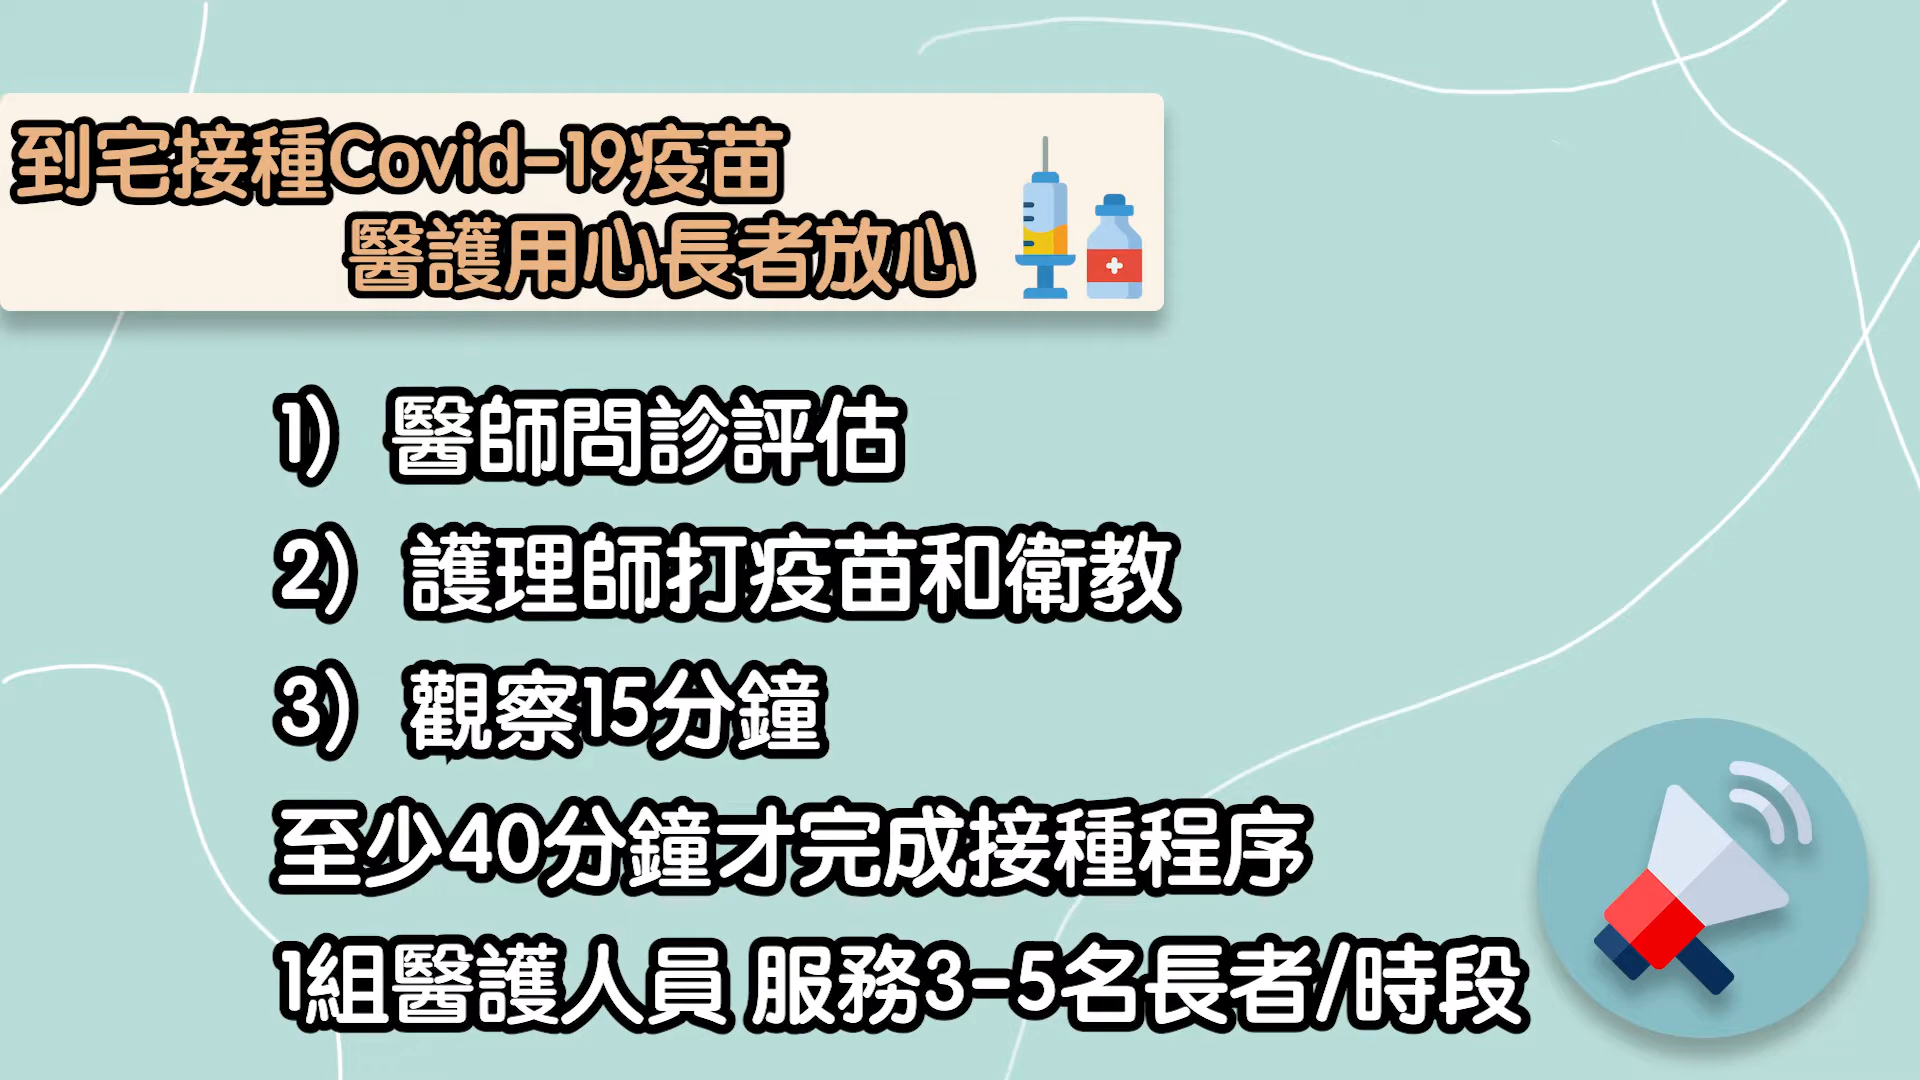 到宅接種Covid-19疫苗
醫護用心長者放心
1) 醫師問診評估
2) 護理師打疫苗和衛教
3) 觀察15分鐘
至少40分鐘才完成接種程序
1組醫護人員 服務3-5名長者/時段